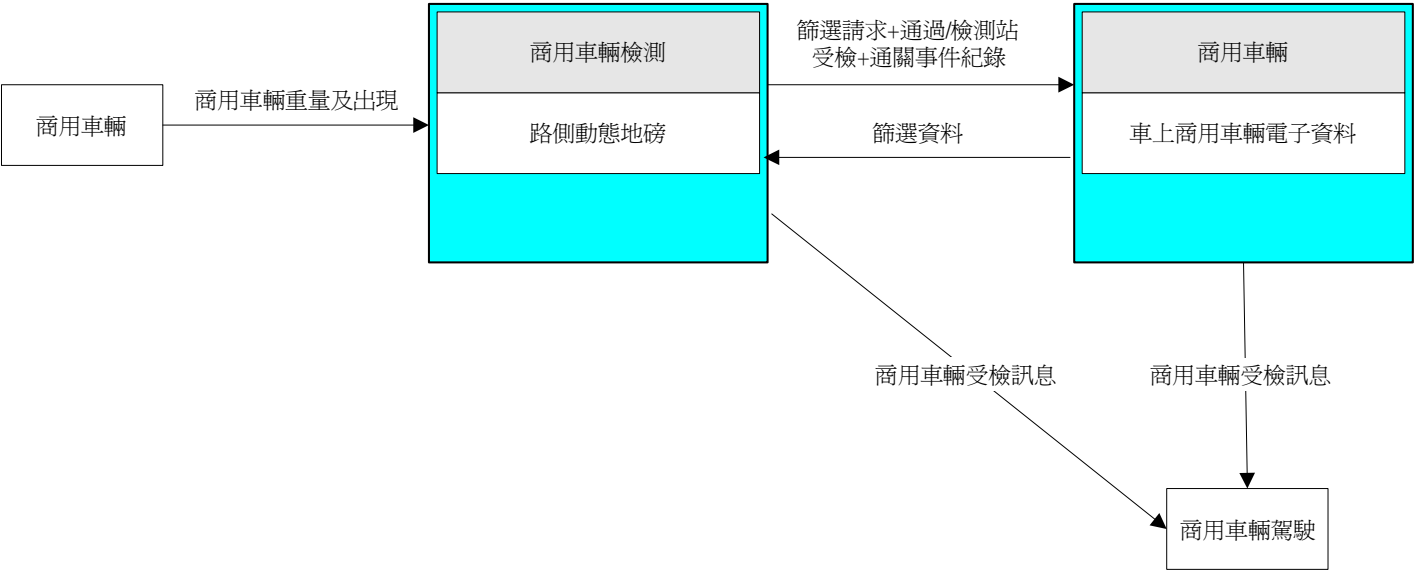 商用車輛
商用車輛重量及出現
商用車輛檢測
路側動態地磅
篩選請求+通過/檢測站
受檢+通關事件紀錄
篩選資料
商用車輛
車上商用車輛電子資料
商用車輛受檢訊息
商用車輛受檢訊息
商用車輛駕駛